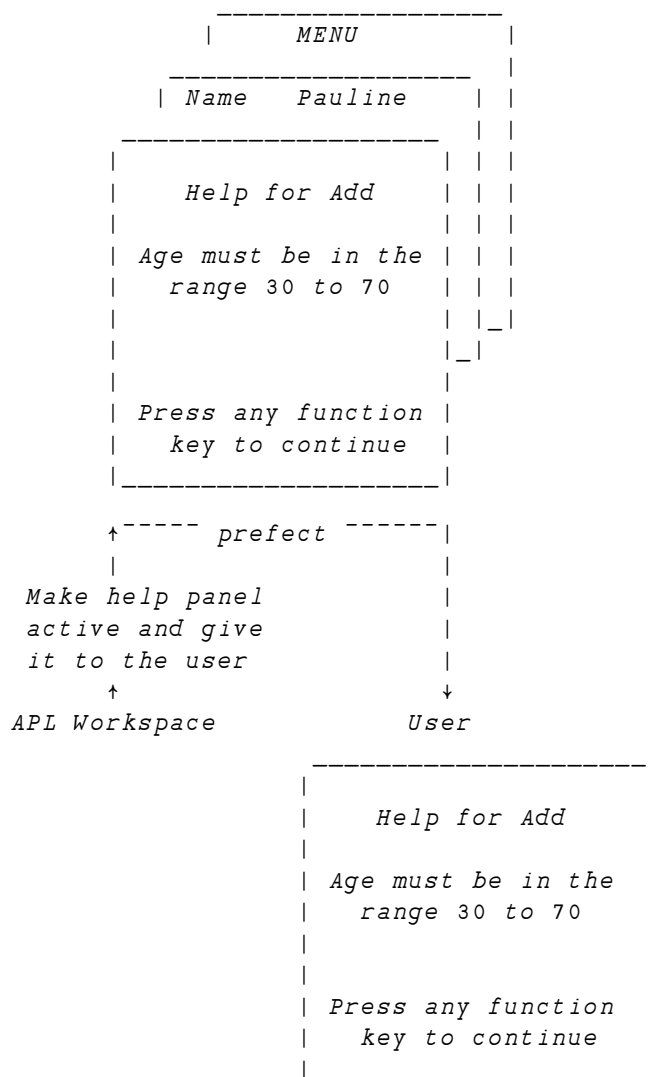 MENU
Name Pauline
Help for Add
Age must be in the
range 30 to 70
Press any function
key to continue
prefect
Make help panel
active and give
it to the user
APL Workspace User
Help for Add
Age must be in the
range 30 to 70
Press any function
key to continue